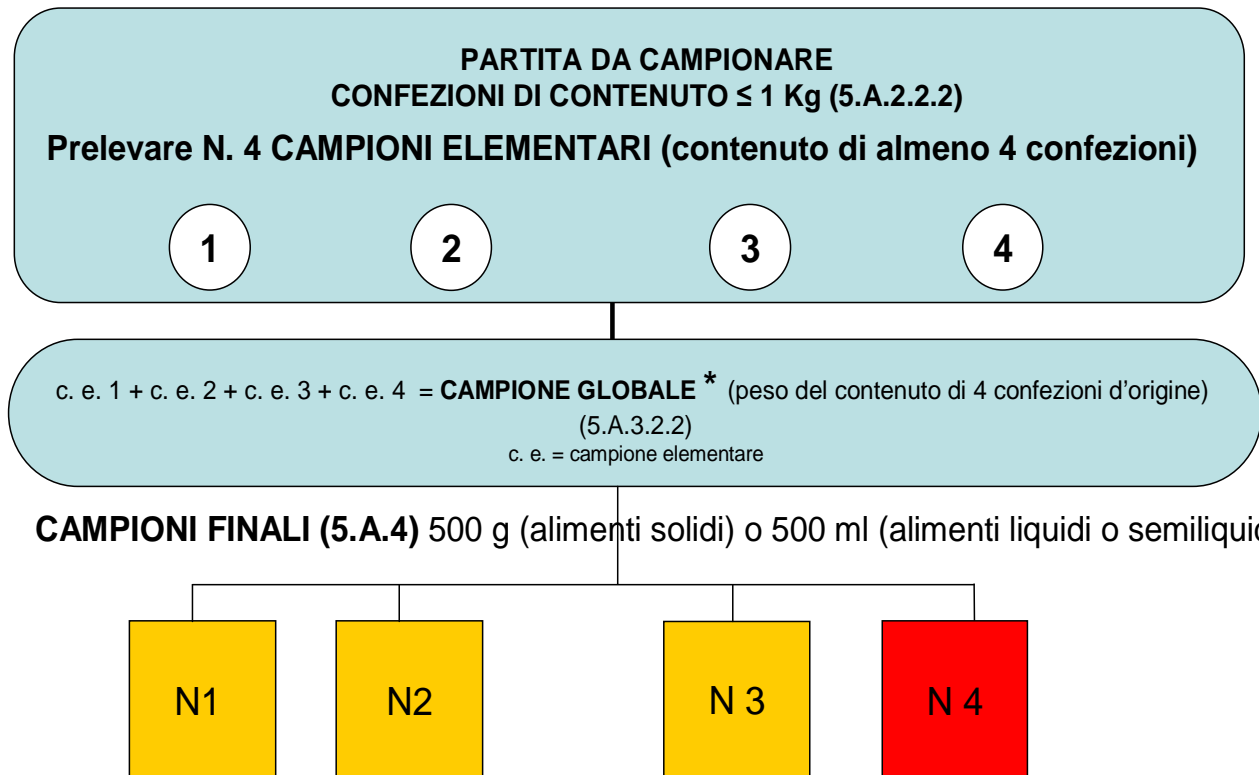 PARTITA DA CAMPIONARE
CONFEZIONI DI CONTENUTO ≤ 1 Kg (5.A.2.2.2)
Prelevare N. 4 CAMPIONI ELEMENTARI (contenuto di almeno 4 confezioni)
1 2 3 4
c. e. 1 + c. e. 2 + c. e. 3 + c. e. 4 = CAMPIONE GLOBALE * (peso del contenuto di 4 confezioni d’origine)
(5.A.3.2.2)
c. e. = campione elementare
CAMPIONI FINALI (5.A.4) 500 g (alimenti solidi) o 500 ml (alimenti liquidi o semiliquid
N1 N2 N 3 N 4